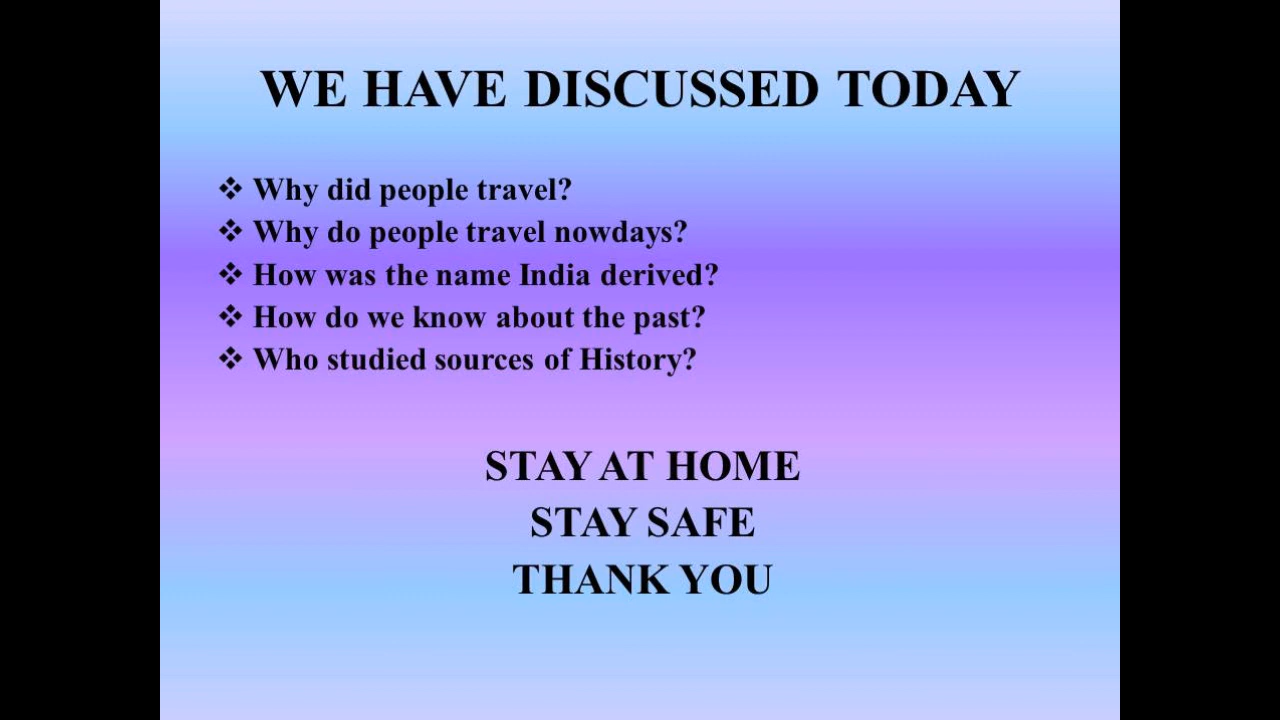 WE HAVE DISCUSSED TODAY
❖ Why did people travel?
❖ Why do people travel nowdays?
❖ How was the name India derived?
❖ How do we know about the past?
❖ Who studied sources of History?
STAY AT HOME
STAY SAFE
THANK YOU